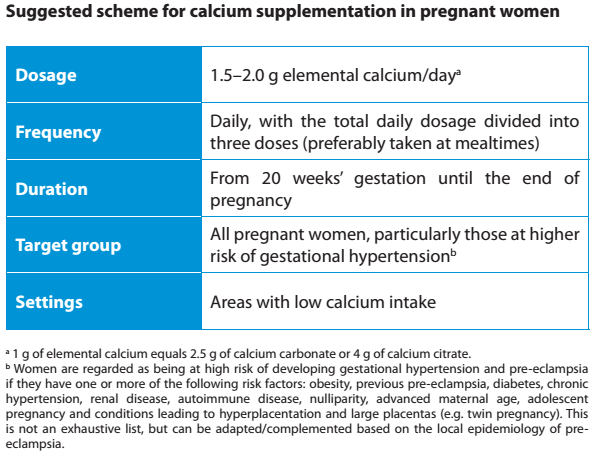 Suggested scheme for calcium supplementation in pregnant women
Dosage
1.5–2.0 g elemental calcium/dayᵃ
Frequency
Daily, with the total daily dosage divided into
three doses (preferably taken at mealtimes)
Duration
From 20 weeks' gestation until the end of
pregnancy
Target group
All pregnant women, particularly those at higher
risk of gestational hypertensionᵇ
Settings
Areas with low calcium intake
ᵃ 1 g of elemental calcium equals 2.5 g of calcium carbonate or 4 g of calcium citrate.
ᵇ Women are regarded as being at high risk of developing gestational hypertension and pre-eclampsia
if they have one or more of the following risk factors: obesity, previous pre-eclampsia, diabetes, chronic
hypertension, renal disease, autoimmune disease, nulliparity, advanced maternal age, adolescent
pregnancy and conditions leading to hyperplacentation and large placentas (e.g. twin pregnancy). This
is not an exhaustive list, but can be adapted/complemented based on the local epidemiology of pre-
eclampsia.